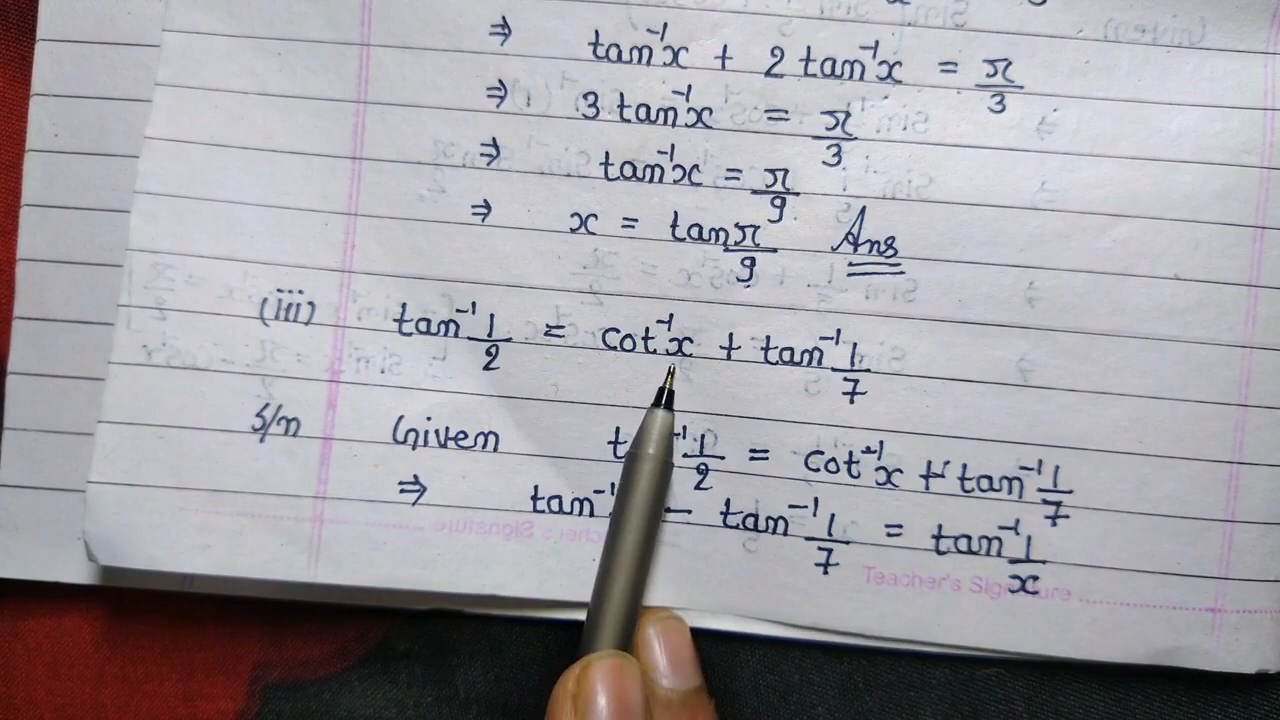 ⇒ tan⁻¹x + 2 tan⁻¹x = π/3
⇒ 3 tan⁻¹x = π/3
⇒ tan⁻¹x = π/9
⇒ x = tan π/9 Ans
(iii) tan⁻¹ 1/2 = cot⁻¹x + tan⁻¹ 1/7
S/n Given tan⁻¹ 1/2 = cot⁻¹x + tan⁻¹ 1/7
⇒ tan⁻¹ − tan⁻¹ 1/7 = tan⁻¹ 1/x
Teacher's Signature